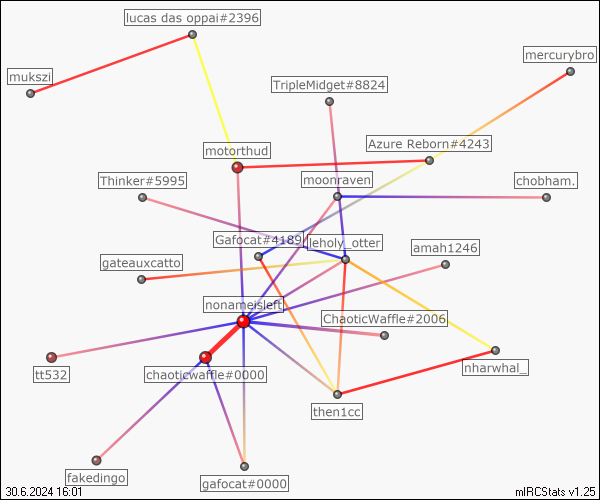 lucas das oppai#2396
mercurybro
mukszi
TripleMidget#8824
Azure Reborn#4243
motorthud
Thinker#5995
moonraven
chobham.
Gafocat#4189
leholy_otter
amah1246
gateauxcatto
nonameisleft
ChaoticWaffle#2006
tt532
chaoticwaffle#0000
nharwhal_
then1cc
fakedingo
gafocat#0000
30.6.2024 16:01
mIRCStats v1.25